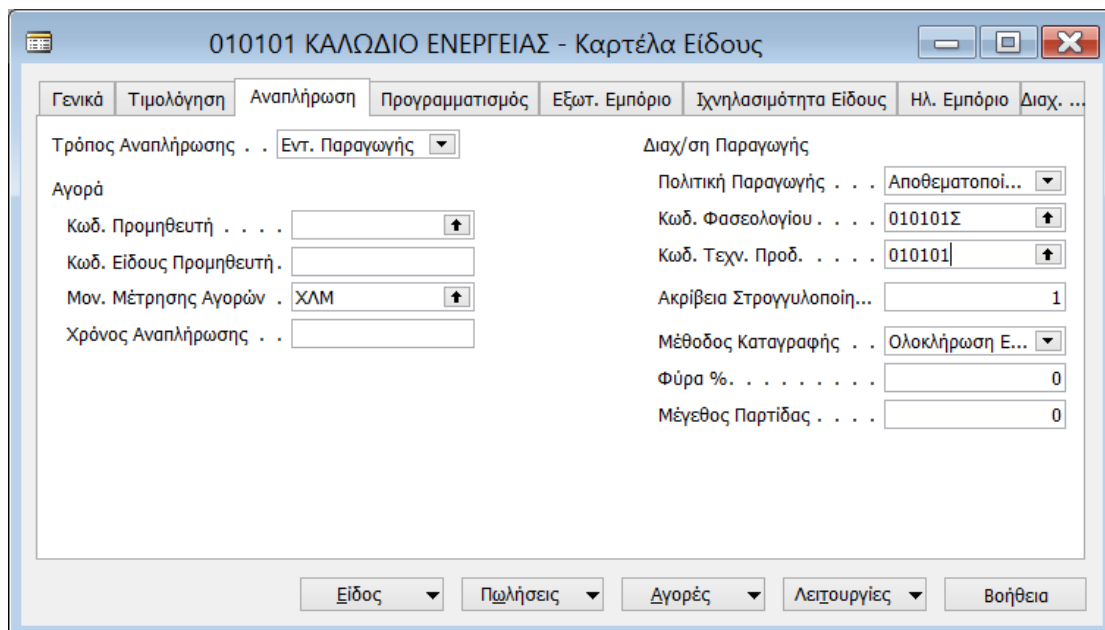 010101 ΚΑΛΩΔΙΟ ΕΝΕΡΓΕΙΑΣ - Καρτέλα Είδους
Γενικά Τιμολόγηση Αναπλήρωση Προγραμματισμός Εξωτ. Εμπόριο Ιχνηλασιμότητα Είδους Ηλ. Εμπόριο Διαχ. ...
Τρόπος Αναπλήρωσης . . Εντ. Παραγωγής
Αγορά
Κωδ. Προμηθευτή . . . .
Κωδ. Είδους Προμηθευτή.
Μον. Μέτρησης Αγορών . ΧΛΜ
Χρόνος Αναπλήρωσης . .
Διαχ/ση Παραγωγής
Πολιτική Παραγωγής . . . Αποθεματοποί...
Κωδ. Φασεολογίου . . . . 010101Σ
Κωδ. Τεχν. Προδ. . . . . . 010101
Ακρίβεια Στρογγυλοποίη... 1
Μέθοδος Καταγραφής . . Ολοκλήρωση Ε...
Φύρα %. . . . . . . . . 0
Μέγεθος Παρτίδας . . . . 0
Είδος Πωλήσεις Αγορές Λειτουργίες Βοήθεια